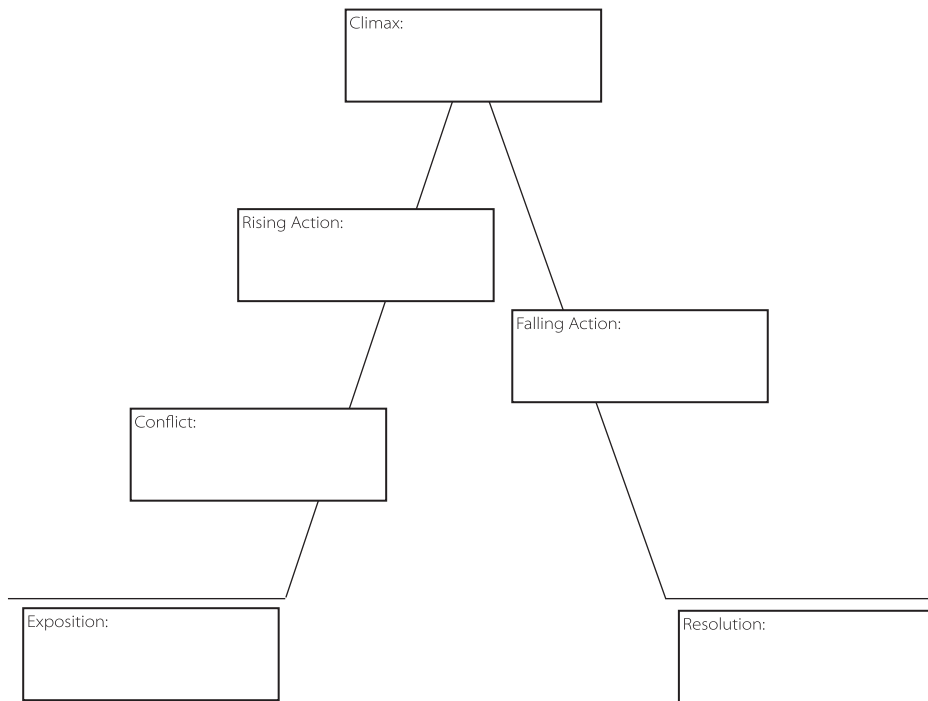 Climax:
Rising Action:
Falling Action:
Conflict:
Exposition:
Resolution: